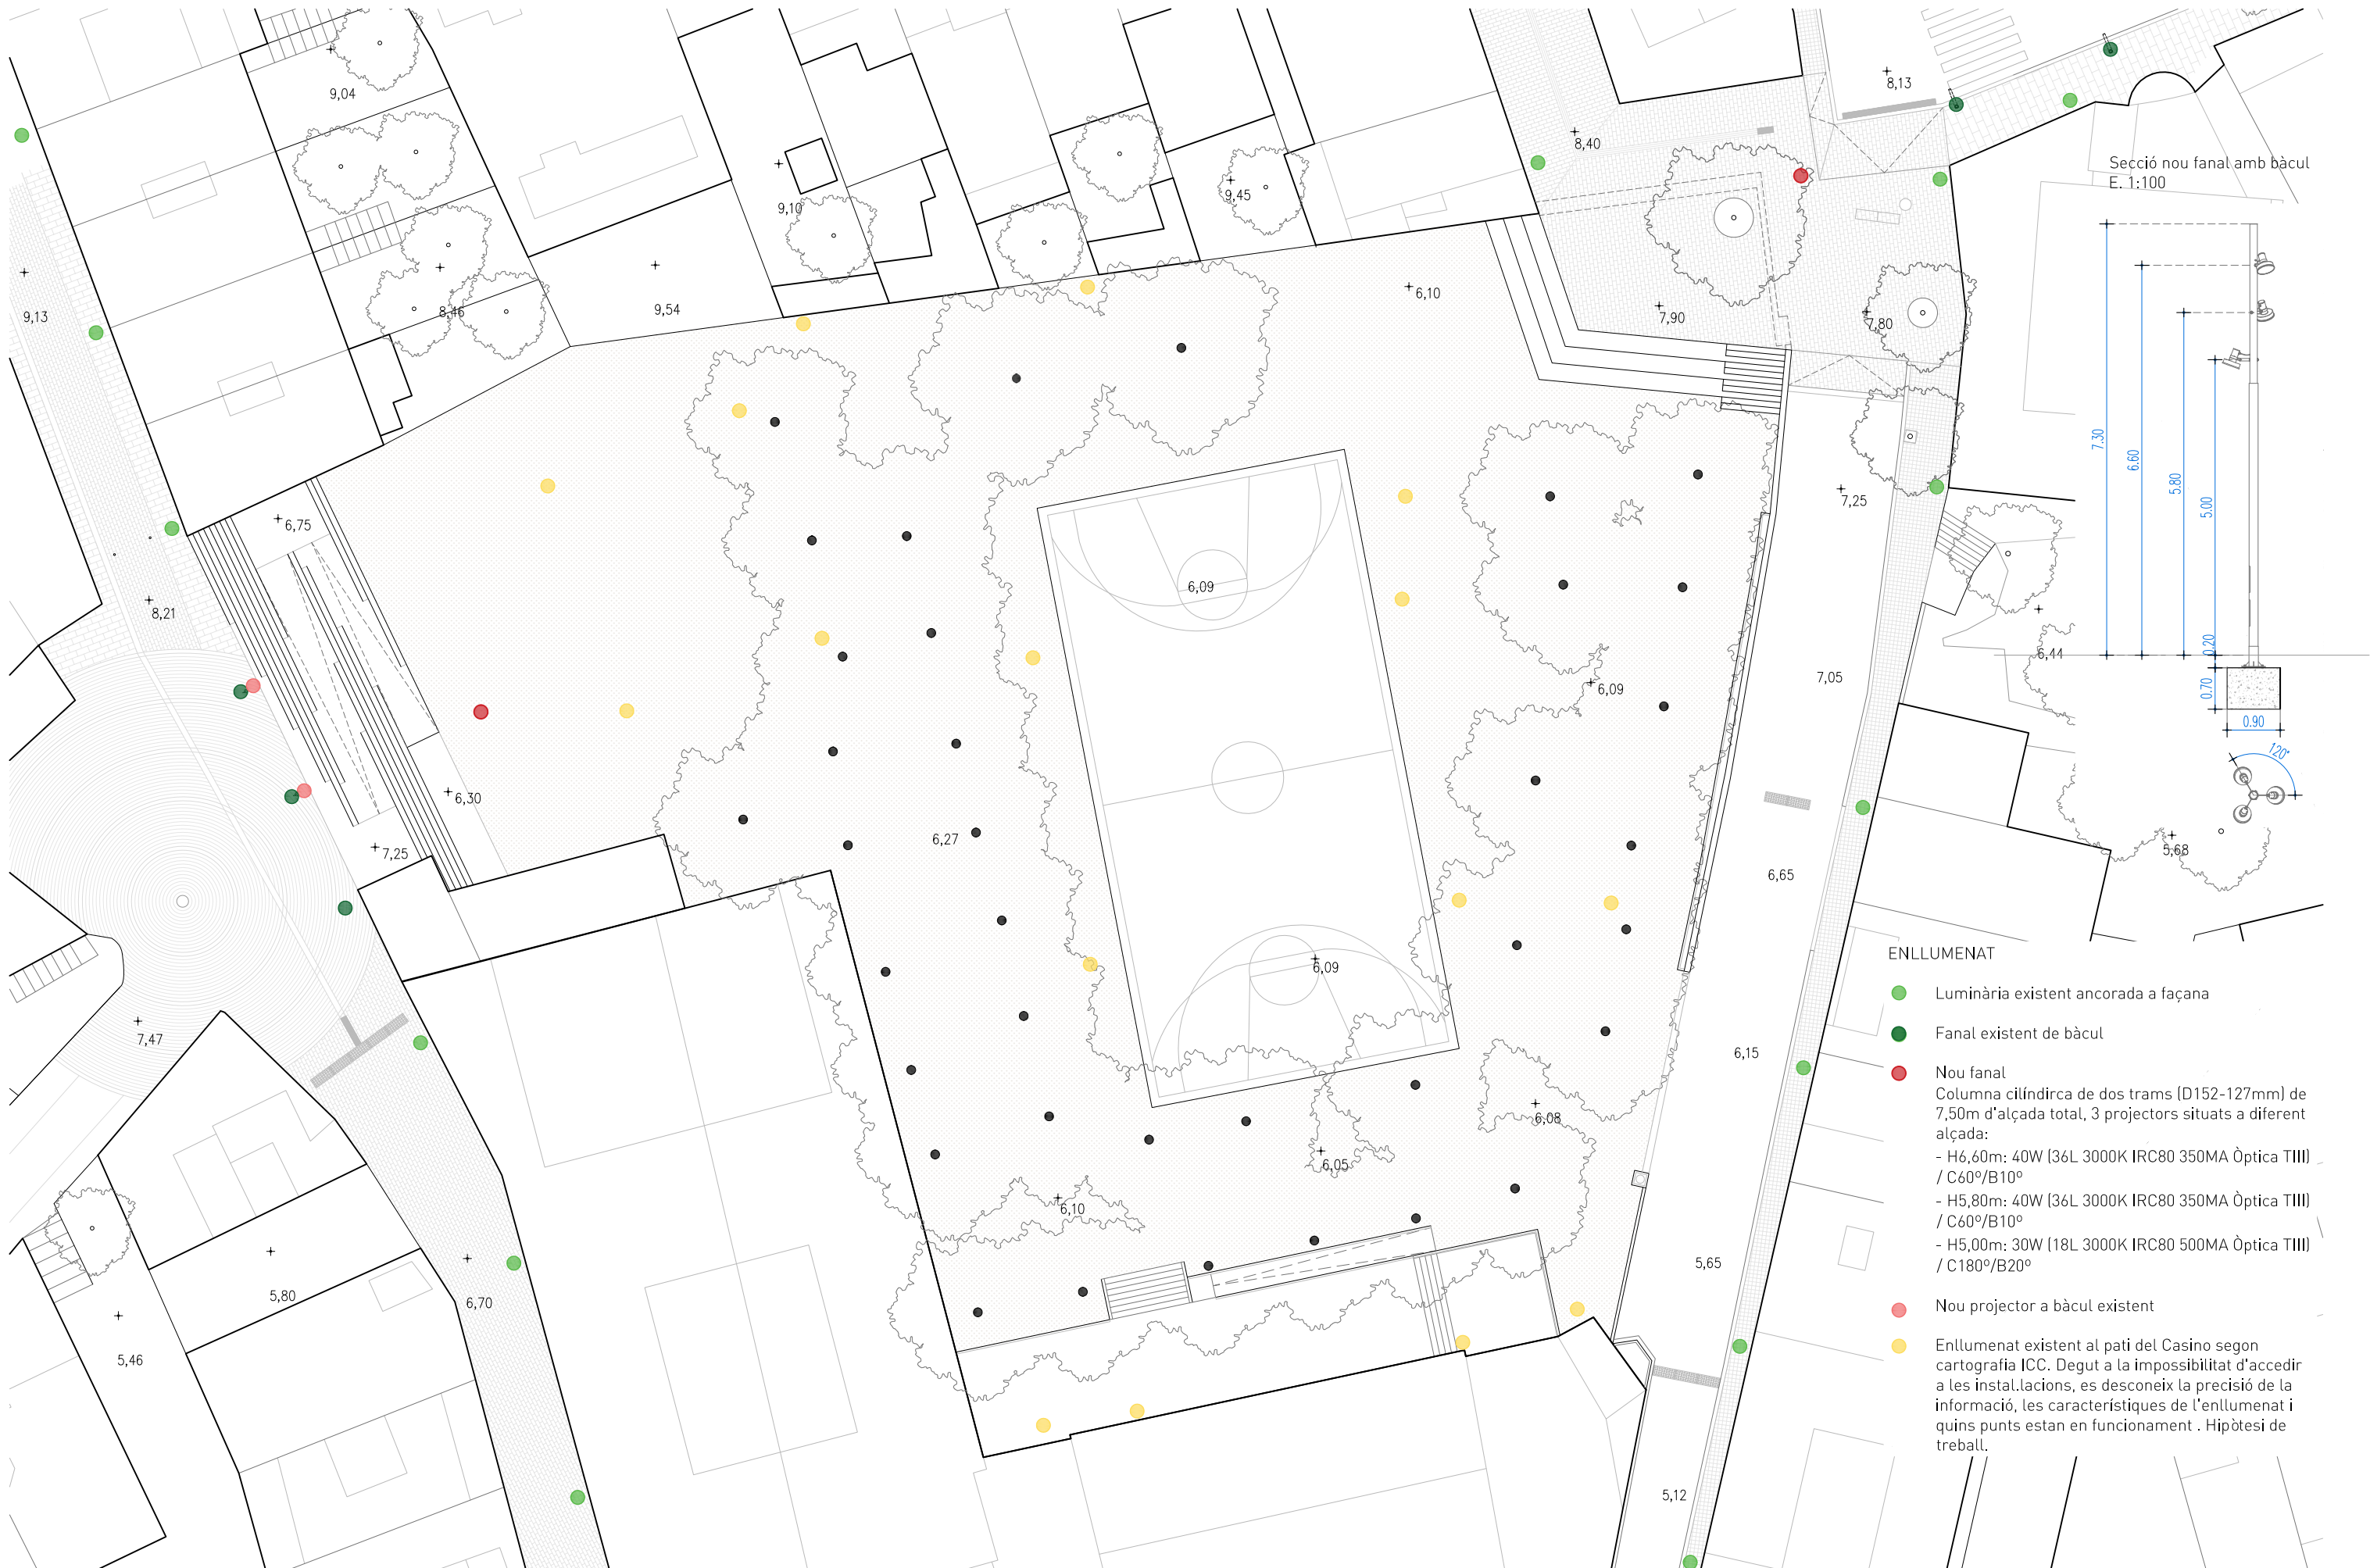 9,04
8,13
8,40
Secció nou fanal amb bàcul
E. 1:100
9,10
9,45
9,13
8,46
9,54
6,10
7,90
7,80
7.30
6.60
5.80
5.00
0.20
0.70
0.90
120°
6,75
7,25
8,21
6,09
6,44
7,05
6,09
6,30
6,27
7,25
6,65
5,68
6,09
7,47
6,15
6,08
6,05
6,10
5,65
5,80
6,70
5,46
5,12
ENLLUMENAT
Luminària existent ancorada a façana
Fanal existent de bàcul
Nou fanal
Columna cilíndirca de dos trams (D152-127mm) de
7,50m d'alçada total, 3 projectors situats a diferent
alçada:
- H6,60m: 40W (36L 3000K IRC80 350MA Òptica TIII)
/ C60º/B10º
- H5,80m: 40W (36L 3000K IRC80 350MA Òptica TIII)
/ C60º/B10º
- H5,00m: 30W (18L 3000K IRC80 500MA Òptica TIII)
/ C180º/B20º
Nou projector a bàcul existent
Enllumenat existent al pati del Casino segon
cartografia ICC. Degut a la impossibilitat d'accedir
a les instal.lacions, es desconeix la precisió de la
informació, les característiques de l'enllumenat i
quins punts estan en funcionament . Hipòtesi de
treball.